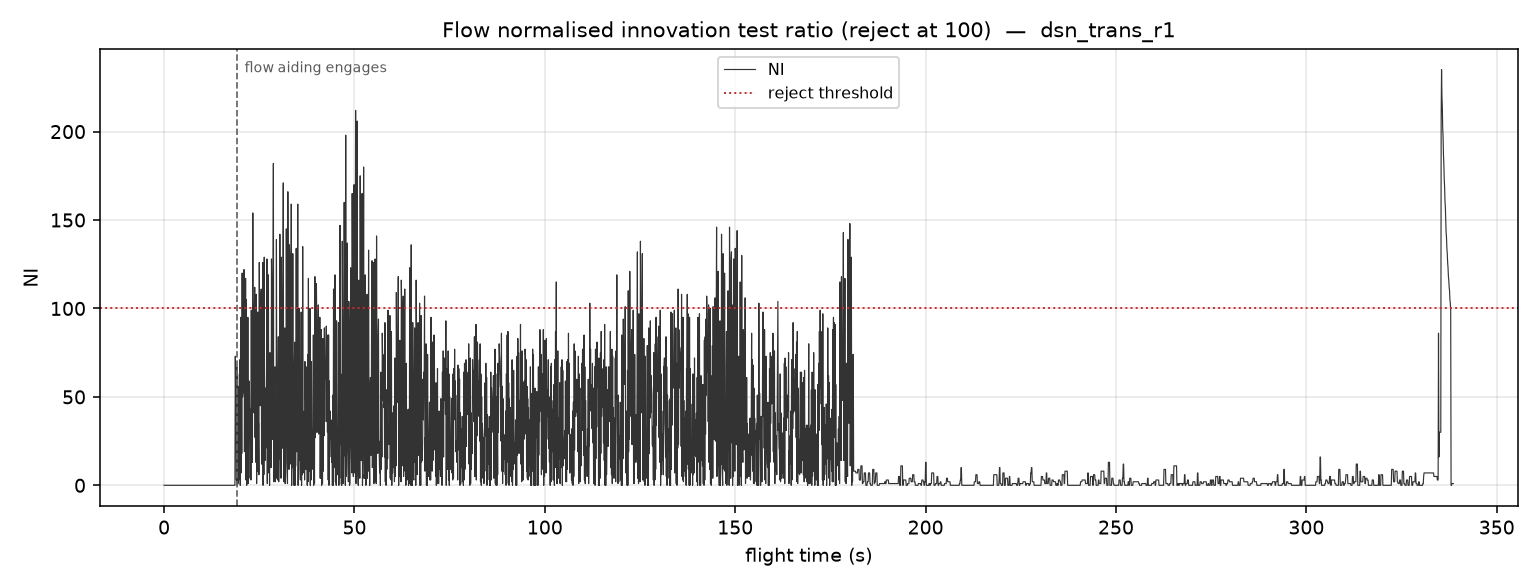 Flow normalised innovation test ratio (reject at 100) — dsn_trans_r1
flow aiding engages
NI
reject threshold
NI
200
150
100
50
0
0 50 100 150 200 250 300 350
flight time (s)